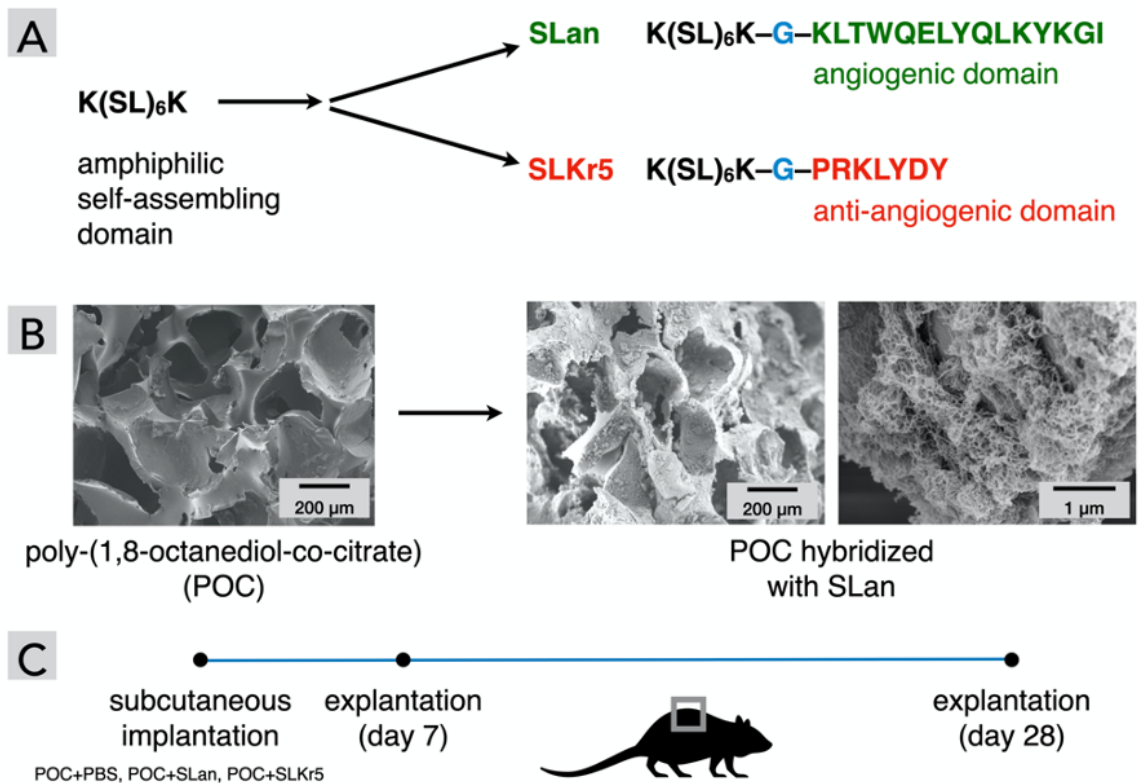 A
SLan K(SL)₆K–G–KLTWQELYQLKYKGI
angiogenic domain
K(SL)₆K
amphiphilic
self-assembling
domain
SLKr5 K(SL)₆K–G–PRKLYDY
anti-angiogenic domain
B
200 µm
200 µm
1 µm
poly-(1,8-octanediol-co-citrate)
(POC)
POC hybridized
with SLan
C
subcutaneous
implantation
POC+PBS, POC+SLan, POC+SLKr5
explantation
(day 7)
explantation
(day 28)